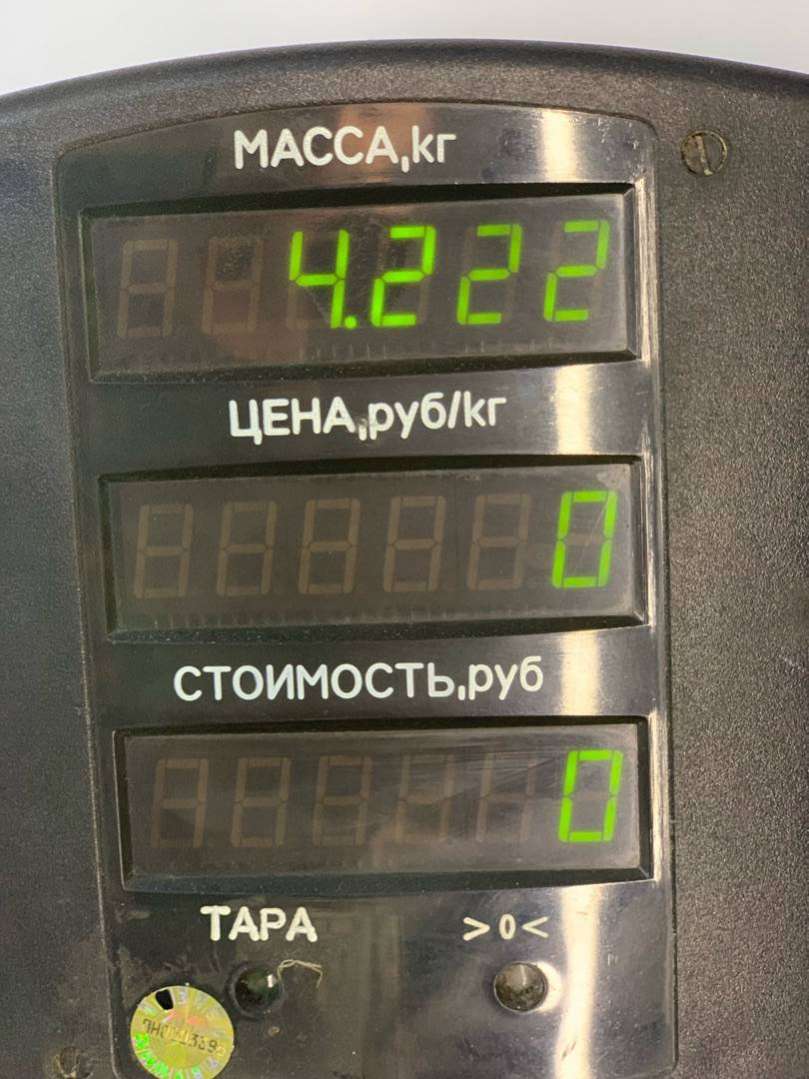 МАССА,кг
4.222
ЦЕНА,руб/кг
0
СТОИМОСТЬ,руб
0
ТАРА >0<